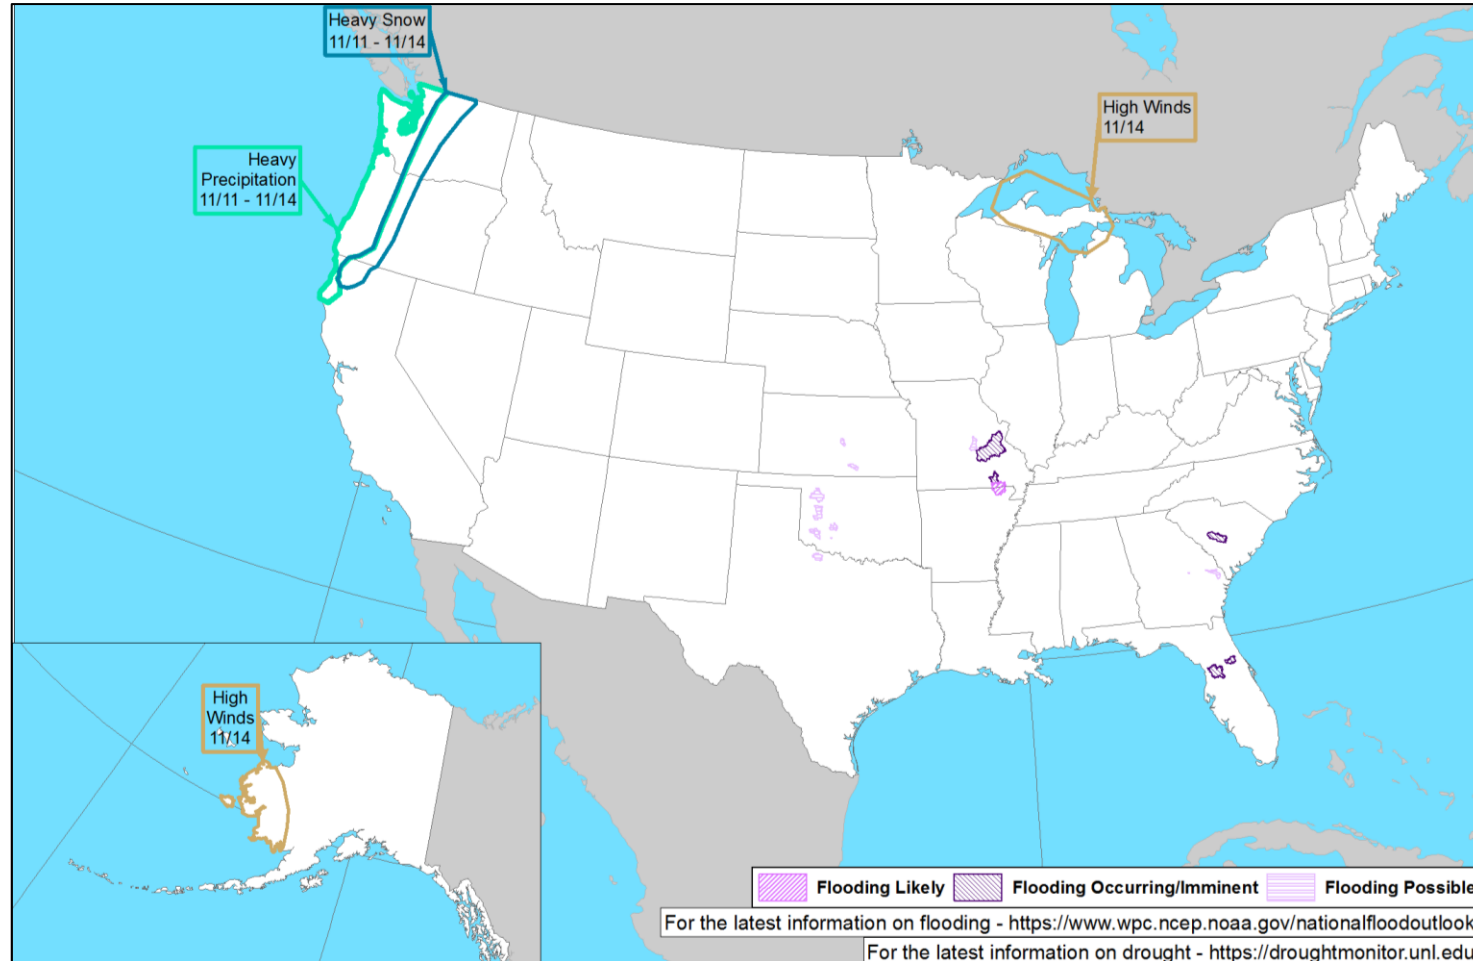 Heavy Snow
11/11 - 11/14
High Winds
11/14
Heavy
Precipitation
11/11 - 11/14
High
Winds
11/14
Flooding Likely
Flooding Occurring/Imminent
Flooding Possible
For the latest information on flooding - https://www.wpc.ncep.noaa.gov/nationalfloodoutlook
For the latest information on drought - https://droughtmonitor.unl.edu